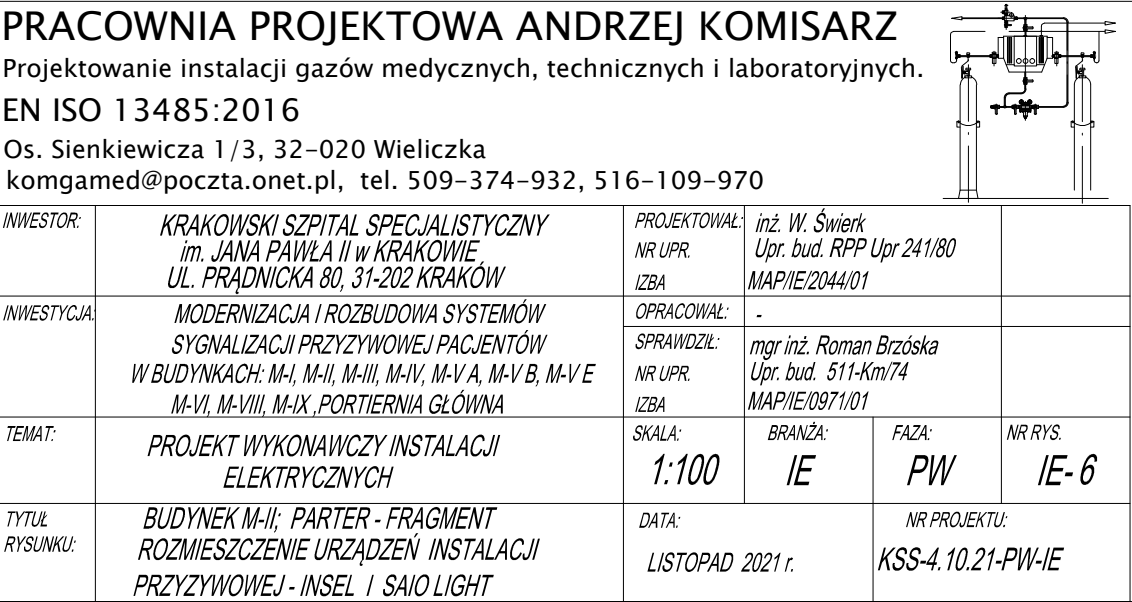 PRACOWNIA PROJEKTOWA ANDRZEJ KOMISARZ
Projektowanie instalacji gazów medycznych, technicznych i laboratoryjnych.
EN ISO 13485:2016
Os. Sienkiewicza 1/3, 32-020 Wieliczka
komgamed@poczta.onet.pl, tel. 509-374-932, 516-109-970
INWESTOR:
KRAKOWSKI SZPITAL SPECJALISTYCZNY
im. JANA PAWŁA II w KRAKOWIE
UL. PRĄDNICKA 80, 31-202 KRAKÓW
PROJEKTOWAŁ: inż. W. Świerk
NR UPR. Upr. bud. RPP Upr 241/80
IZBA MAP/IE/2044/01
INWESTYCJA:
MODERNIZACJA I ROZBUDOWA SYSTEMÓW
SYGNALIZACJI PRZYZYWOWEJ PACJENTÓW
W BUDYNKACH: M-I, M-II, M-III, M-IV, M-V A, M-V B, M-V E
M-VI, M-VIII, M-IX ,PORTIERNIA GŁÓWNA
OPRACOWAŁ: -
SPRAWDZIŁ: mgr inż. Roman Brzóska
NR UPR. Upr. bud. 511-Km/74
IZBA MAP/IE/0971/01
TEMAT:
PROJEKT WYKONAWCZY INSTALACJI
ELEKTRYCZNYCH
SKALA: BRANŻA: FAZA: NR RYS.
1:100 IE PW IE- 6
TYTUŁ
RYSUNKU:
BUDYNEK M-II; PARTER - FRAGMENT
ROZMIESZCZENIE URZĄDZEŃ INSTALACJI
PRZYZYWOWEJ - INSEL I SAIO LIGHT
DATA:
LISTOPAD 2021 r.
NR PROJEKTU:
KSS-4.10.21-PW-IE